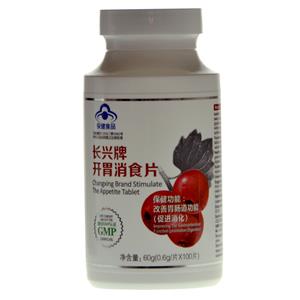 保健食品
长兴牌
开胃消食片
Changxing Brand Stimulate
The Appetite Tablet
保健功能：
改善胃肠道功能
（促进消化）
GMP
净含量：60g(0.6g/片X100片)